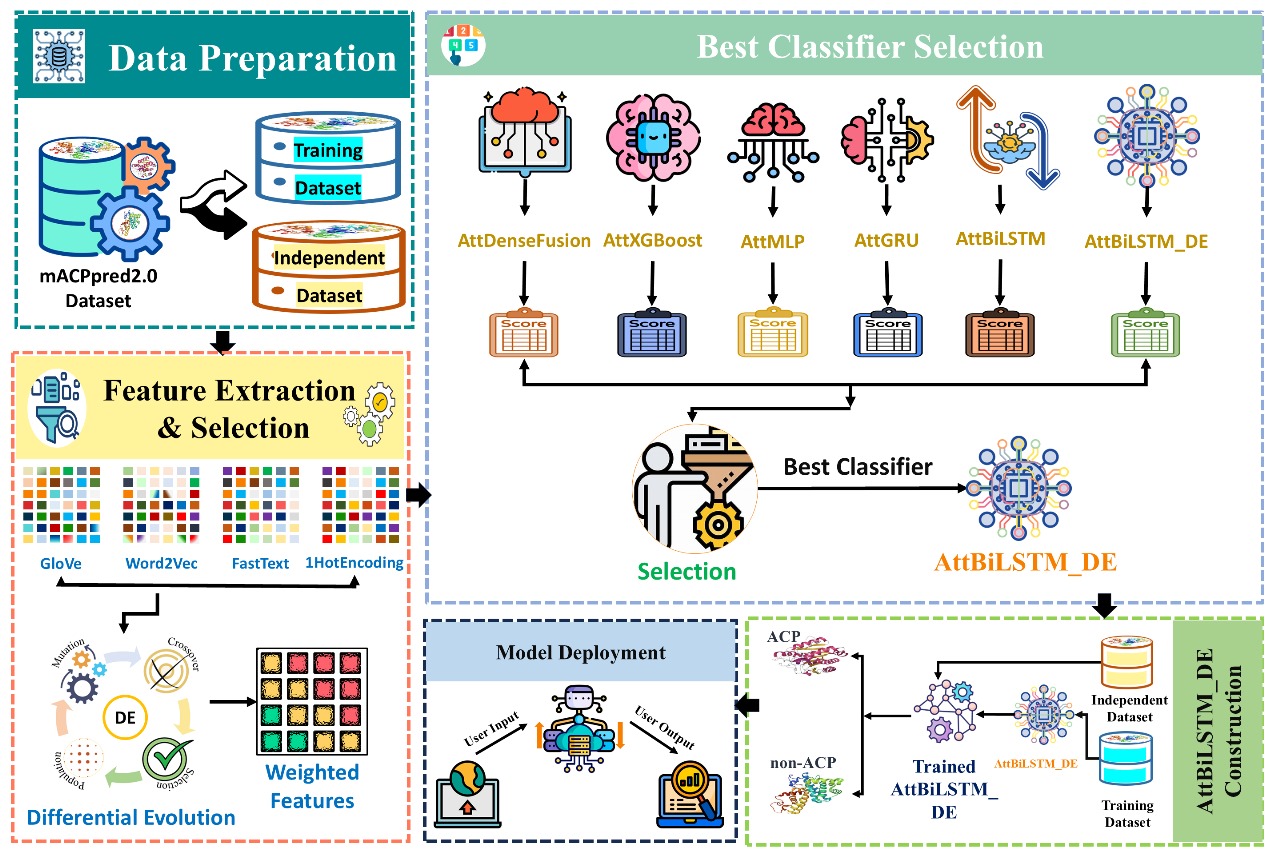 Data Preparation
mACPpred2.0
Dataset
Training
Dataset
Independent
Dataset
Feature Extraction
& Selection
GloVe
Word2Vec
FastText
1HotEncoding
Mutation
Crossover
DE
Population
Selection
Differential Evolution
Weighted
Features
Best Classifier Selection
2
4 5
AttDenseFusion
AttXGBoost
AttMLP
AttGRU
AttBiLSTM
AttBiLSTM_DE
Score
Score
Score
Score
Score
Score
Selection
Best Classifier
AttBiLSTM_DE
Model Deployment
User Input
User Output
ACP
non-ACP
Trained
AttBiLSTM_
DE
AttBiLSTM_DE
Independent
Dataset
Training
Dataset
AttBiLSTM_DE
Construction